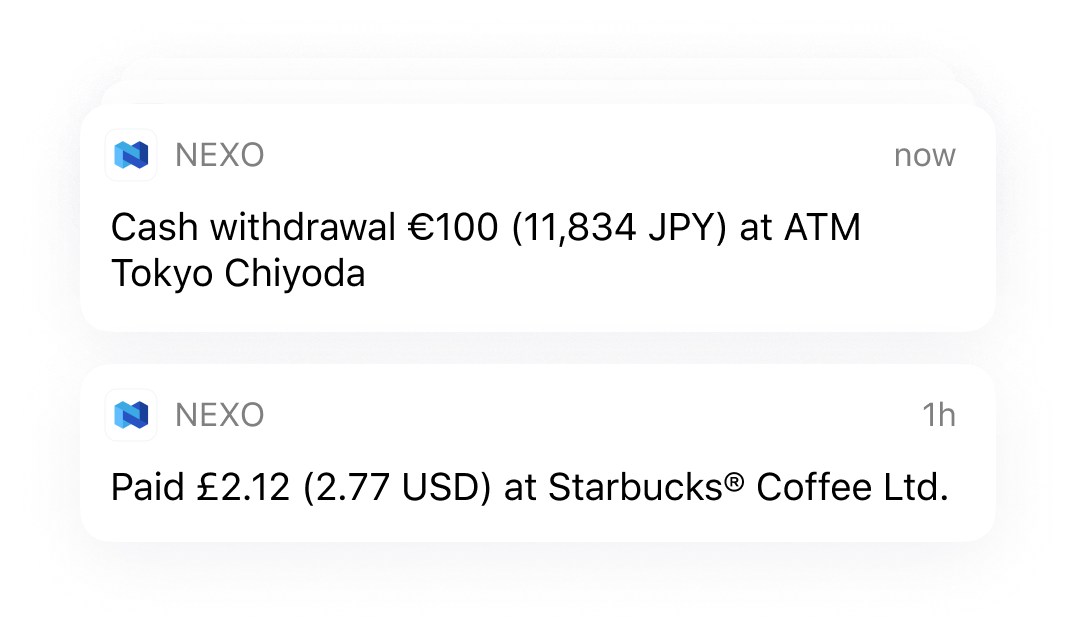 NEXO now
Cash withdrawal €100 (11,834 JPY) at ATM
Tokyo Chiyoda
NEXO 1h
Paid £2.12 (2.77 USD) at Starbucks® Coffee Ltd.